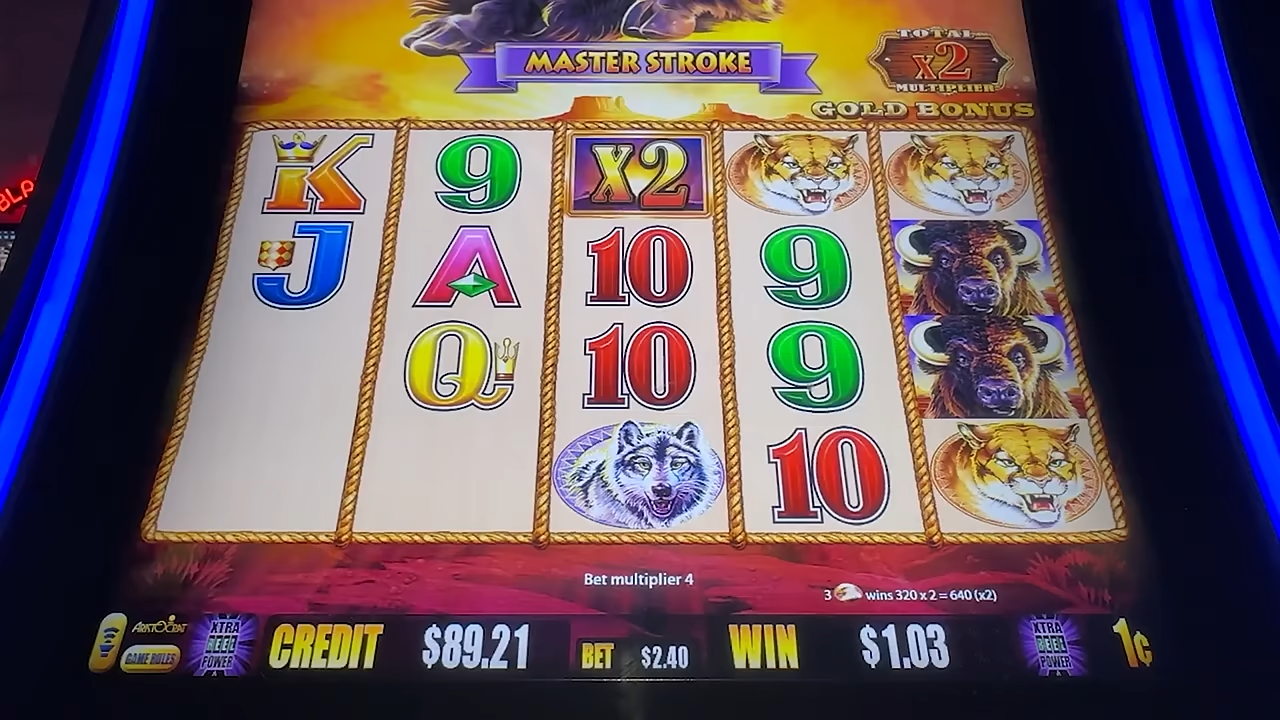 MASTER STROKE
TOTAL
x2
MULTIPLIER
GOLD BONUS
K 9 X2
J A 10 9
Q 10 9
10
Bet multiplier 4
3 wins 320 x 2 = 640 (x2)
ARISTOCRAT
GAME RULES
XTRA
REEL
POWER
CREDIT $89.21 BET $2.40 WIN $1.03
XTRA
REEL
POWER
1¢